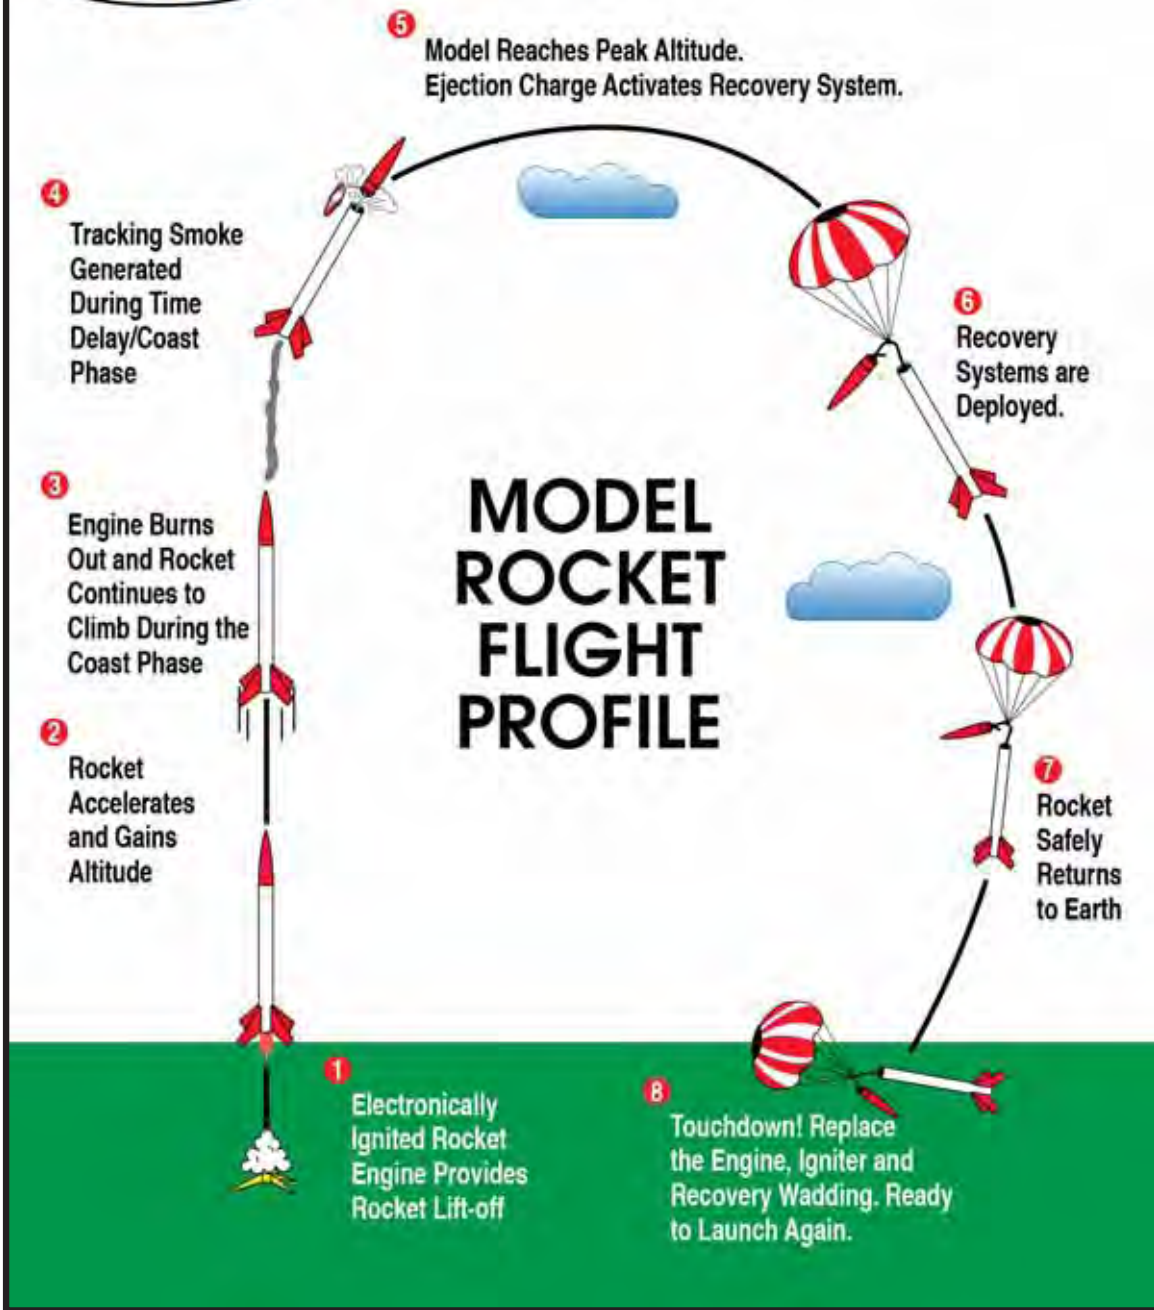 5
Model Reaches Peak Altitude.
Ejection Charge Activates Recovery System.
4
Tracking Smoke
Generated
During Time
Delay/Coast
Phase
6
Recovery
Systems are
Deployed.
3
Engine Burns
Out and Rocket
Continues to
Climb During the
Coast Phase
MODEL
ROCKET
FLIGHT
PROFILE
2
Rocket
Accelerates
and Gains
Altitude
7
Rocket
Safely
Returns
to Earth
1
Electronically
Ignited Rocket
Engine Provides
Rocket Lift-off
8
Touchdown! Replace
the Engine, Igniter and
Recovery Wadding. Ready
to Launch Again.